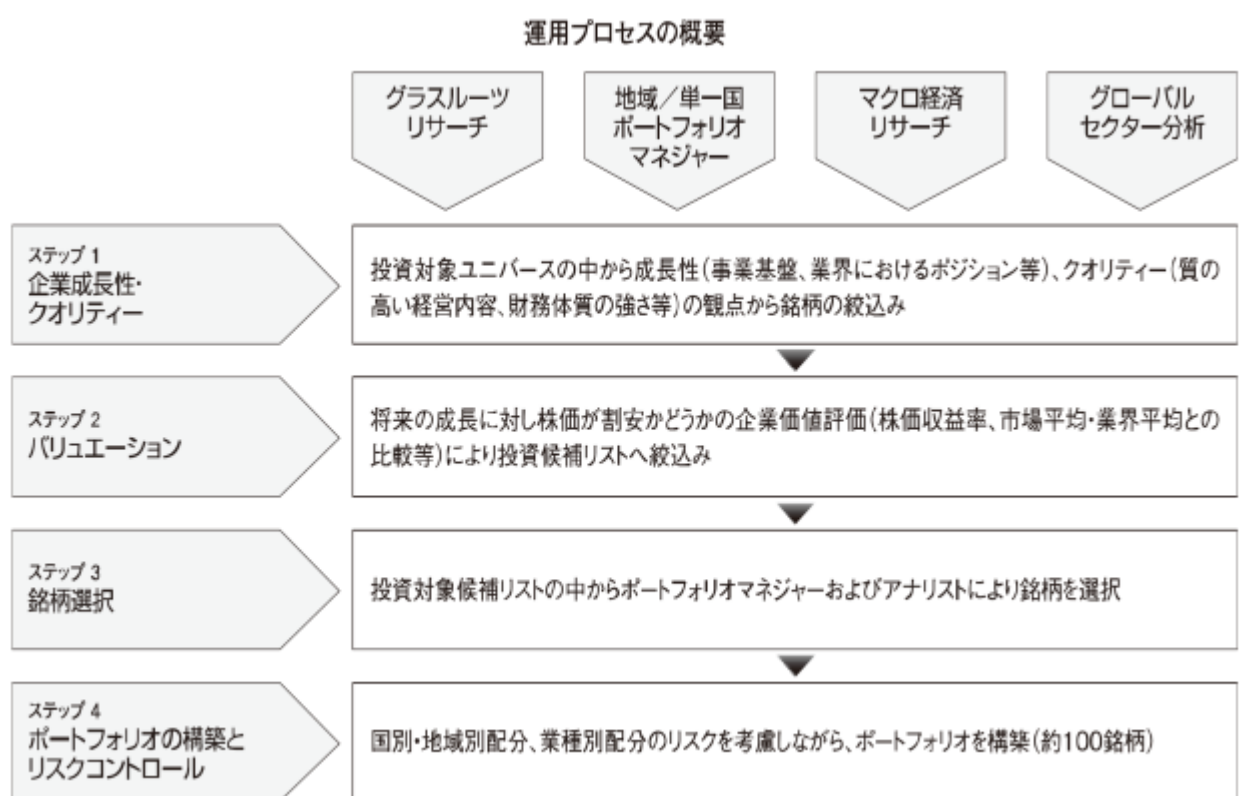 運用プロセスの概要
グラスルーツ
リサーチ
地域／単一国
ポートフォリオ
マネジャー
マクロ経済
リサーチ
グローバル
セクター分析
ステップ 1
企業成長性・
クオリティー
投資対象ユニバースの中から成長性(事業基盤、業界におけるポジション等)、クオリティー(質の
高い経営内容、財務体質の強さ等)の観点から銘柄の絞込み
ステップ 2
バリュエーション
将来の成長に対し株価が割安かどうかの企業価値評価(株価収益率、市場平均・業界平均との
比較等)により投資候補リストへ絞込み
ステップ 3
銘柄選択
投資対象候補リストの中からポートフォリオマネジャーおよびアナリストにより銘柄を選択
ステップ 4
ポートフォリオの構築と
リスクコントロール
国別・地域別配分、業種別配分のリスクを考慮しながら、ポートフォリオを構築(約100銘柄)